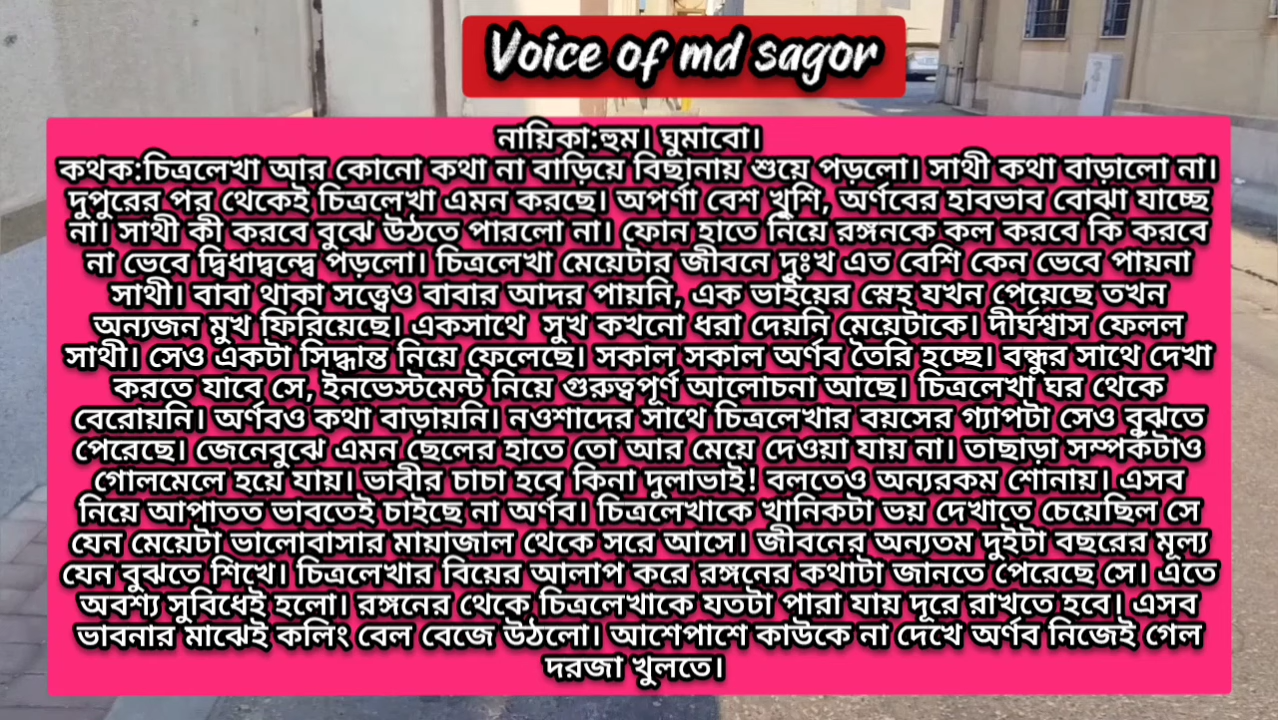 Voice of md sagor
নায়িকা:হুম। ঘুমাবো।
কথক:চিত্রলেখা আর কোনো কথা না বাড়িয়ে বিছানায় শুয়ে পড়লো। সাথী কথা বাড়ালো না।
দুপুরের পর থেকেই চিত্রলেখা এমন করছে। অপর্ণা বেশ খুশি, অর্ণবের হাবভাব বোঝা যাচ্ছে
না। সাথী কী করবে বুঝে উঠতে পারলো না। ফোন হাতে নিয়ে রঙ্গনকে কল করবে কি করবে
না ভেবে দ্বিধাদ্বন্দ্বে পড়লো। চিত্রলেখা মেয়েটার জীবনে দুঃখ এত বেশি কেন ভেবে পায়না
সাথী। বাবা থাকা সত্ত্বেও বাবার আদর পায়নি, এক ভাইয়ের স্নেহ যখন পেয়েছে তখন
অন্যজন মুখ ফিরিয়েছে। একসাথে সুখ কখনো ধরা দেয়নি মেয়েটাকে। দীর্ঘশ্বাস ফেলল
সাথী। সেও একটা সিদ্ধান্ত নিয়ে ফেলেছে। সকাল সকাল অর্ণব তৈরি হচ্ছে। বন্ধুর সাথে দেখা
করতে যাবে সে, ইনভেস্টমেন্ট নিয়ে গুরুত্বপূর্ণ আলোচনা আছে। চিত্রলেখা ঘর থেকে
বেরোয়নি। অর্ণবও কথা বাড়ায়নি। নওশাদের সাথে চিত্রলেখার বয়সের গ্যাপটা সেও বুঝতে
পেরেছে। জেনেবুঝে এমন ছেলের হাতে তো আর মেয়ে দেওয়া যায় না। তাছাড়া সম্পর্কটাও
গোলমেলে হয়ে যায়। ভাবীর চাচা হবে কিনা দুলাভাই! বলতেও অন্যরকম শোনায়। এসব
নিয়ে আপাতত ভাবতেই চাইছে না অর্ণব। চিত্রলেখাকে খানিকটা ভয় দেখাতে চেয়েছিল সে
যেন মেয়েটা ভালোবাসার মায়াজাল থেকে সরে আসে। জীবনের অন্যতম দুইটা বছরের মূল্য
যেন বুঝতে শিখে। চিত্রলেখার বিয়ের আলাপ করে রঙ্গনের কথাটা জানতে পেরেছে সে। এতে
অবশ্য সুবিধেই হলো। রঙ্গনের থেকে চিত্রলেখাকে যতটা পারা যায় দূরে রাখতে হবে। এসব
ভাবনার মাঝেই কলিং বেল বেজে উঠলো। আশেপাশে কাউকে না দেখে অর্ণব নিজেই গেল
দরজা খুলতে।